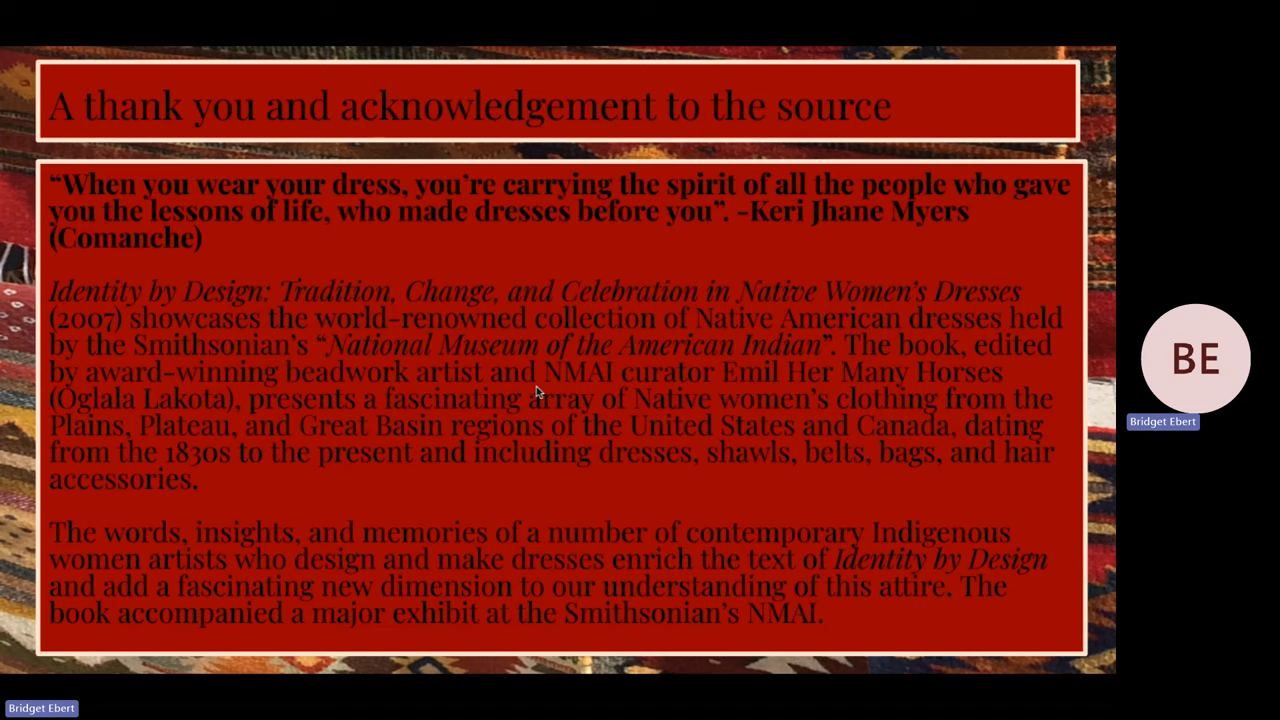 A thank you and acknowledgement to the source
“When you wear your dress, you’re carrying the spirit of all the people who gave
you the lessons of life, who made dresses before you”. -Keri Jhane Myers
(Comanche)
Identity by Design: Tradition, Change, and Celebration in Native Women’s Dresses
(2007) showcases the world-renowned collection of Native American dresses held
by the Smithsonian’s “National Museum of the American Indian”. The book, edited
by award-winning beadwork artist and NMAI curator Emil Her Many Horses
(Oglala Lakota), presents a fascinating array of Native women’s clothing from the
Plains, Plateau, and Great Basin regions of the United States and Canada, dating
from the 1830s to the present and including dresses, shawls, belts, bags, and hair
accessories.
The words, insights, and memories of a number of contemporary Indigenous
women artists who design and make dresses enrich the text of Identity by Design
and add a fascinating new dimension to our understanding of this attire. The
book accompanied a major exhibit at the Smithsonian’s NMAI.
BE
Bridget Ebert
Bridget Ebert